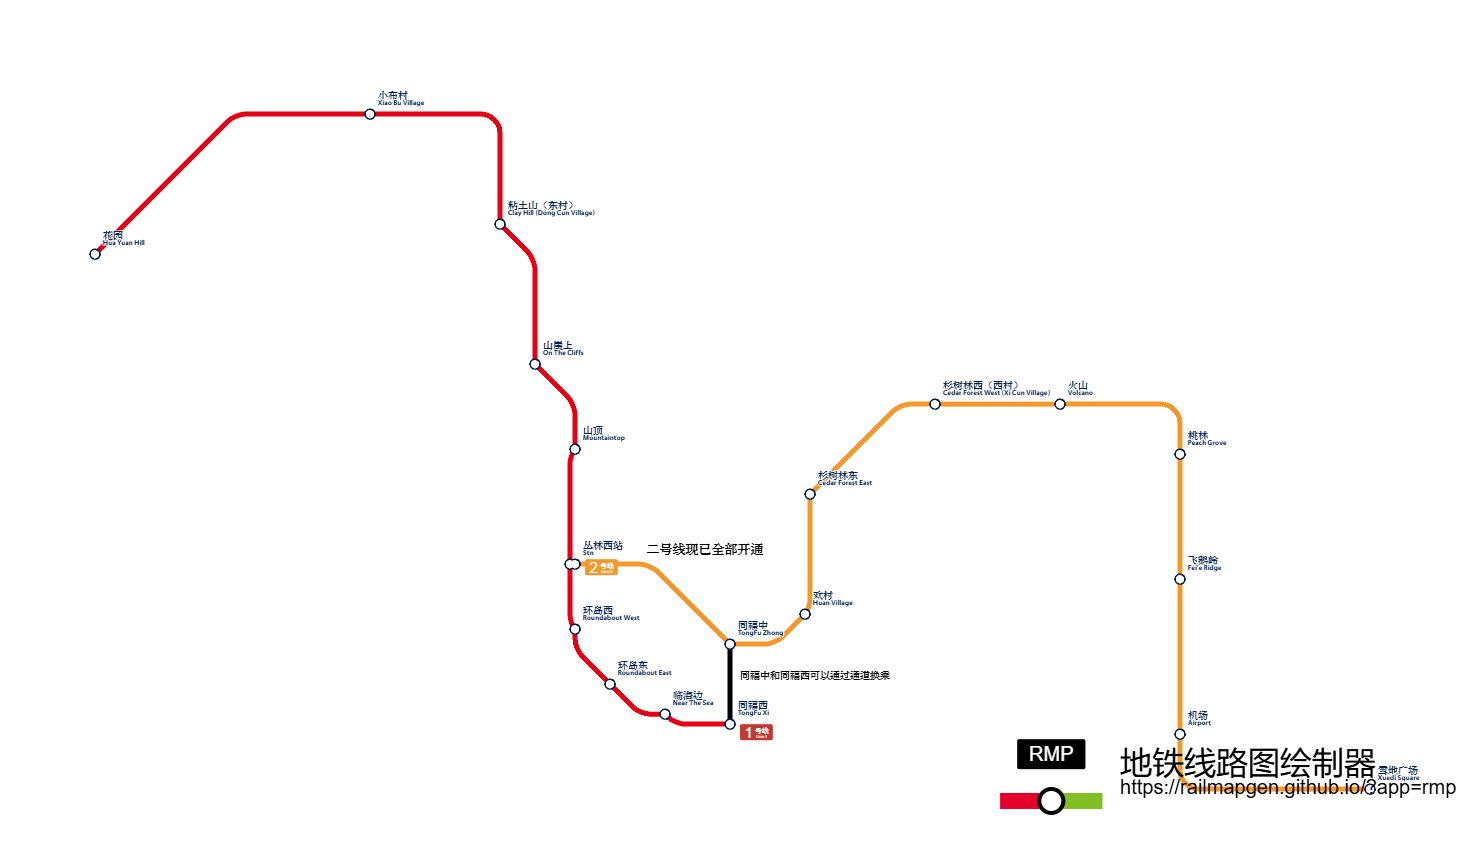 小布村
Xiao Bu Village
粘土山（东村）
Clay Hill (Dong Cun Village)
花园
Hua Yuan Hill
山崖上
On The Cliffs
杉树林西（西村）
Cedar Forest West (Xi Cun Village)
火山
Volcano
山顶
Mountaintop
桃林
Peach Grove
杉树林东
Cedar Forest East
丛林西站
Stn
二号线现已全部开通
2 号线
Line 2
飞鹅岭
Fei'e Ridge
环岛西
Roundabout West
欢村
Huan Village
同福中
TongFu Zhong
环岛东
Roundabout East
同福中和同福西可以通过通道换乘
临海边
Near The Sea
同福西
TongFu Xi
1 号线
Line 1
机场
Airport
RMP
地铁线路图绘制器
https://railmapgen.github.io/?app=rmp
雪地广场
Xuedi Square